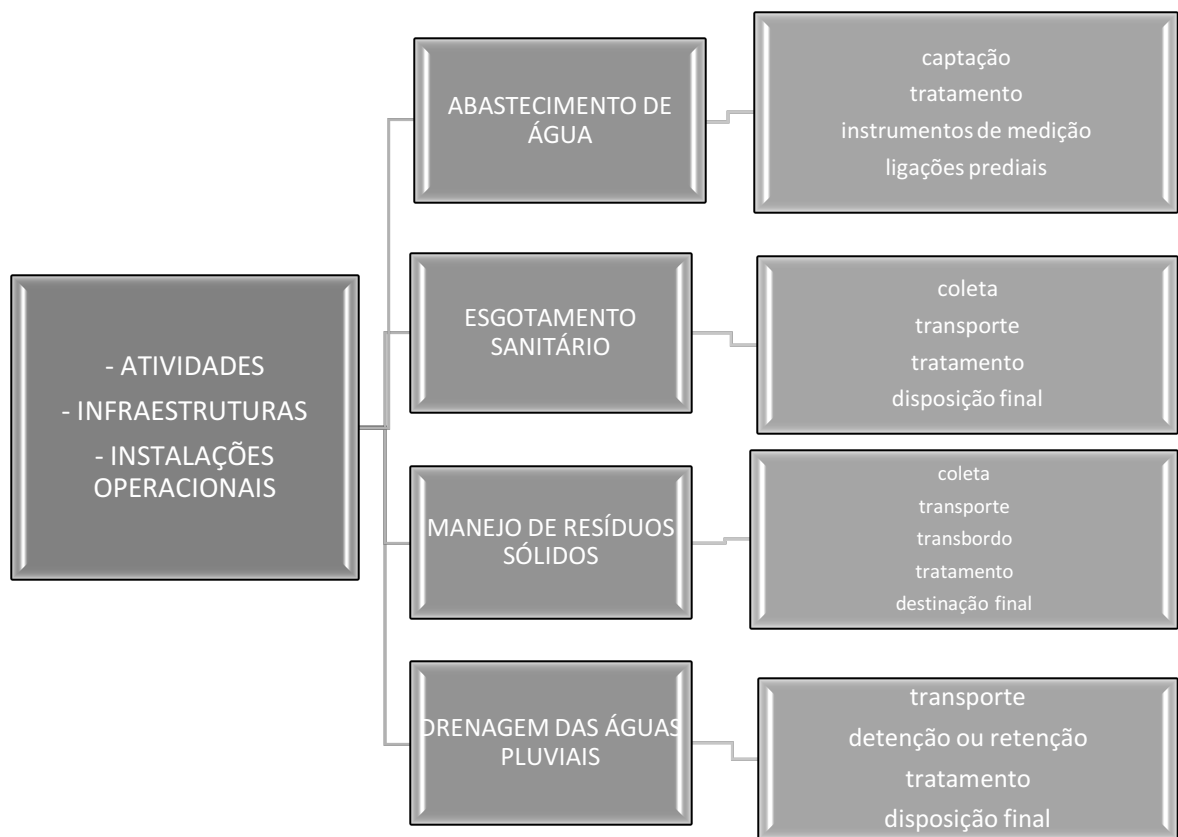 - ATIVIDADES
- INFRAESTRUTURAS
- INSTALAÇÕES
OPERACIONAIS
ABASTECIMENTO DE
ÁGUA
captação
tratamento
instrumentos de medição
ligações prediais
ESGOTAMENTO
SANITÁRIO
coleta
transporte
tratamento
disposição final
MANEJO DE RESÍDUOS
SÓLIDOS
coleta
transporte
transbordo
tratamento
destinação final
DRENAGEM DAS ÁGUAS
PLUVIAIS
transporte
detenção ou retenção
tratamento
disposição final